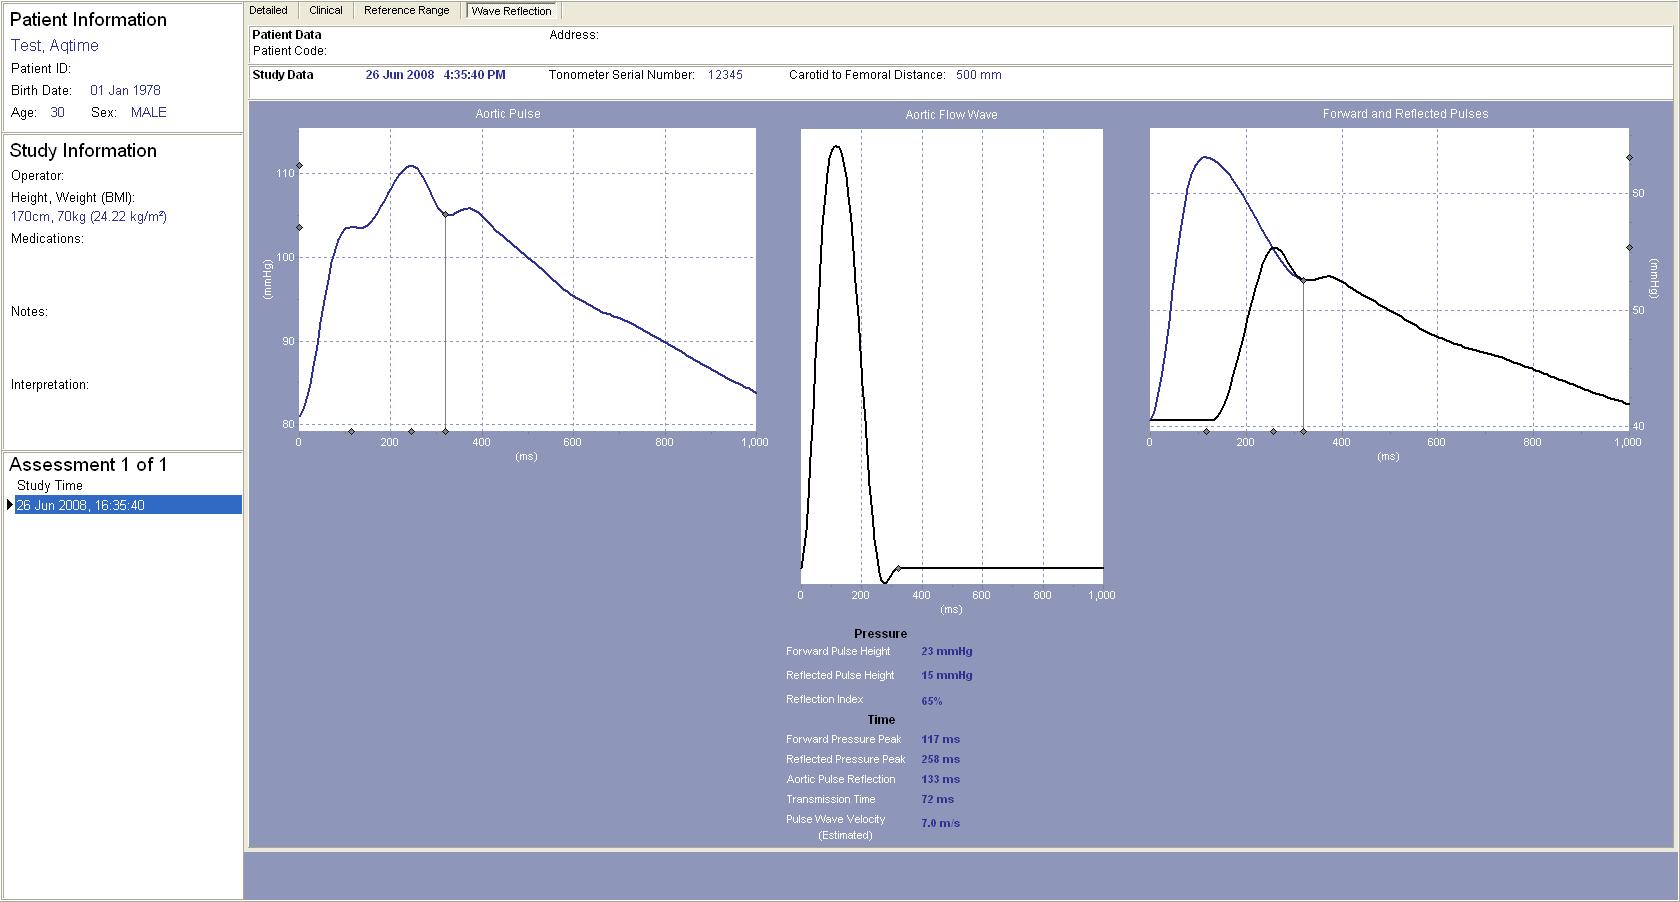 Patient Information
Test, Aqtime
Patient ID:
Birth Date: 01 Jan 1978
Age: 30 Sex: MALE
Study Information
Operator:
Height, Weight (BMI):
170cm, 70kg (24.22 kg/m²)
Medications:
Notes:
Interpretation:
Assessment 1 of 1
Study Time
26 Jun 2008, 16:35:40
Detailed Clinical Reference Range Wave Reflection
Patient Data Address:
Patient Code:
Study Data 26 Jun 2008 4:35:40 PM Tonometer Serial Number: 12345 Carotid to Femoral Distance: 500 mm
Aortic Pulse
110
100
90
80
(mmHg)
0 200 400 600 800 1,000
(ms)
Aortic Flow Wave
0 200 400 600 800 1,000
(ms)
Forward and Reflected Pulses
60
50
40
(mmHg)
0 200 400 600 800 1,000
(ms)
Pressure
Forward Pulse Height 23 mmHg
Reflected Pulse Height 15 mmHg
Reflection Index 65%
Time
Forward Pressure Peak 117 ms
Reflected Pressure Peak 258 ms
Aortic Pulse Reflection 133 ms
Transmission Time 72 ms
Pulse Wave Velocity 7.0 m/s
(Estimated)